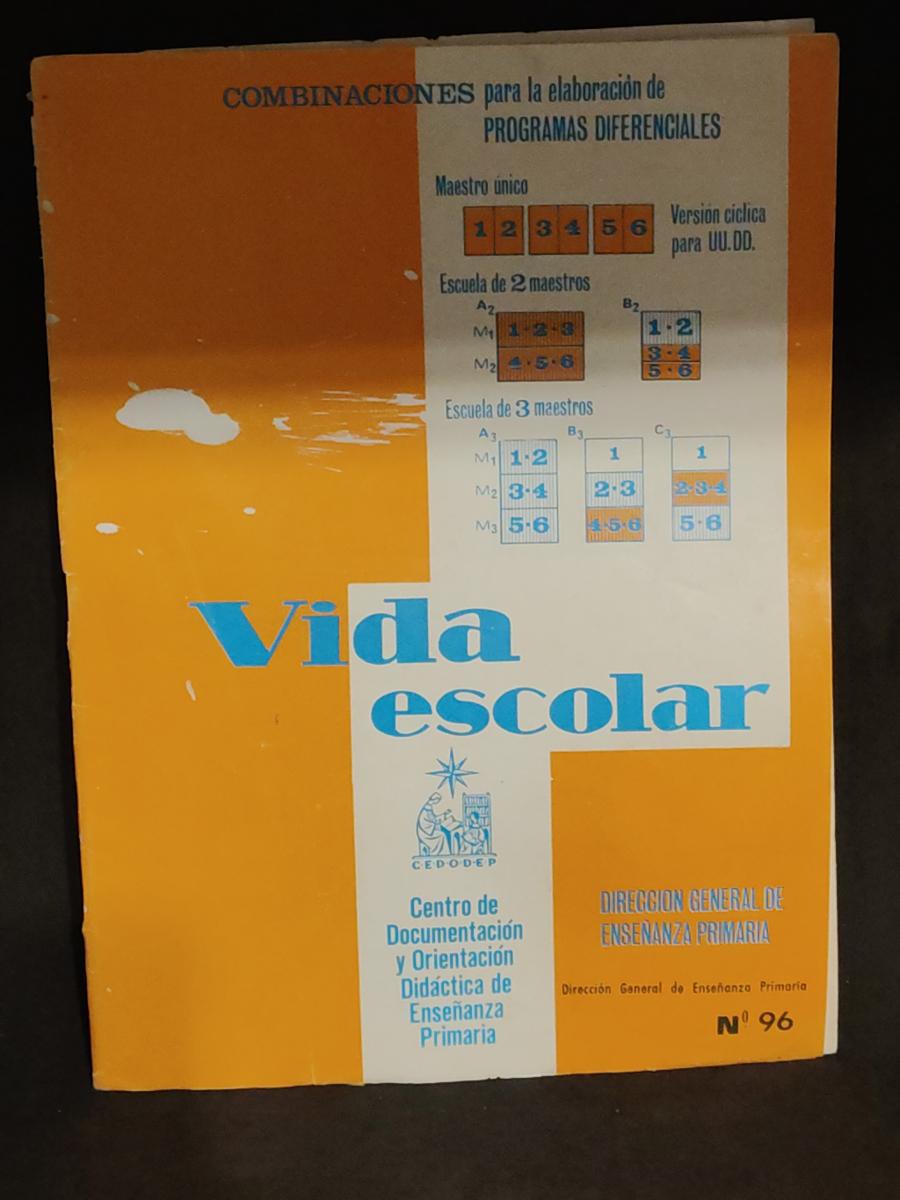 COMBINACIONES para la elaboración de
PROGRAMAS DIFERENCIALES
Maestro único
1 2 3 4 5 6
Versión cíclica
para UU.DD.
Escuela de 2 maestros
A2 B2
M1 1·2·3 1·2
M2 4·5·6 3·4
5·6
Escuela de 3 maestros
A3 B3 C3
M1 1·2 1 1
M2 3·4 2·3 2·3·4
M3 5·6 4·5·6 5·6
Vida
escolar
C·E·D·O·D·E·P
Centro de
Documentación
y Orientación
Didáctica de
Enseñanza
Primaria
DIRECCION GENERAL DE
ENSEÑANZA PRIMARIA
Dirección General de Enseñanza Primaria
Nº 96